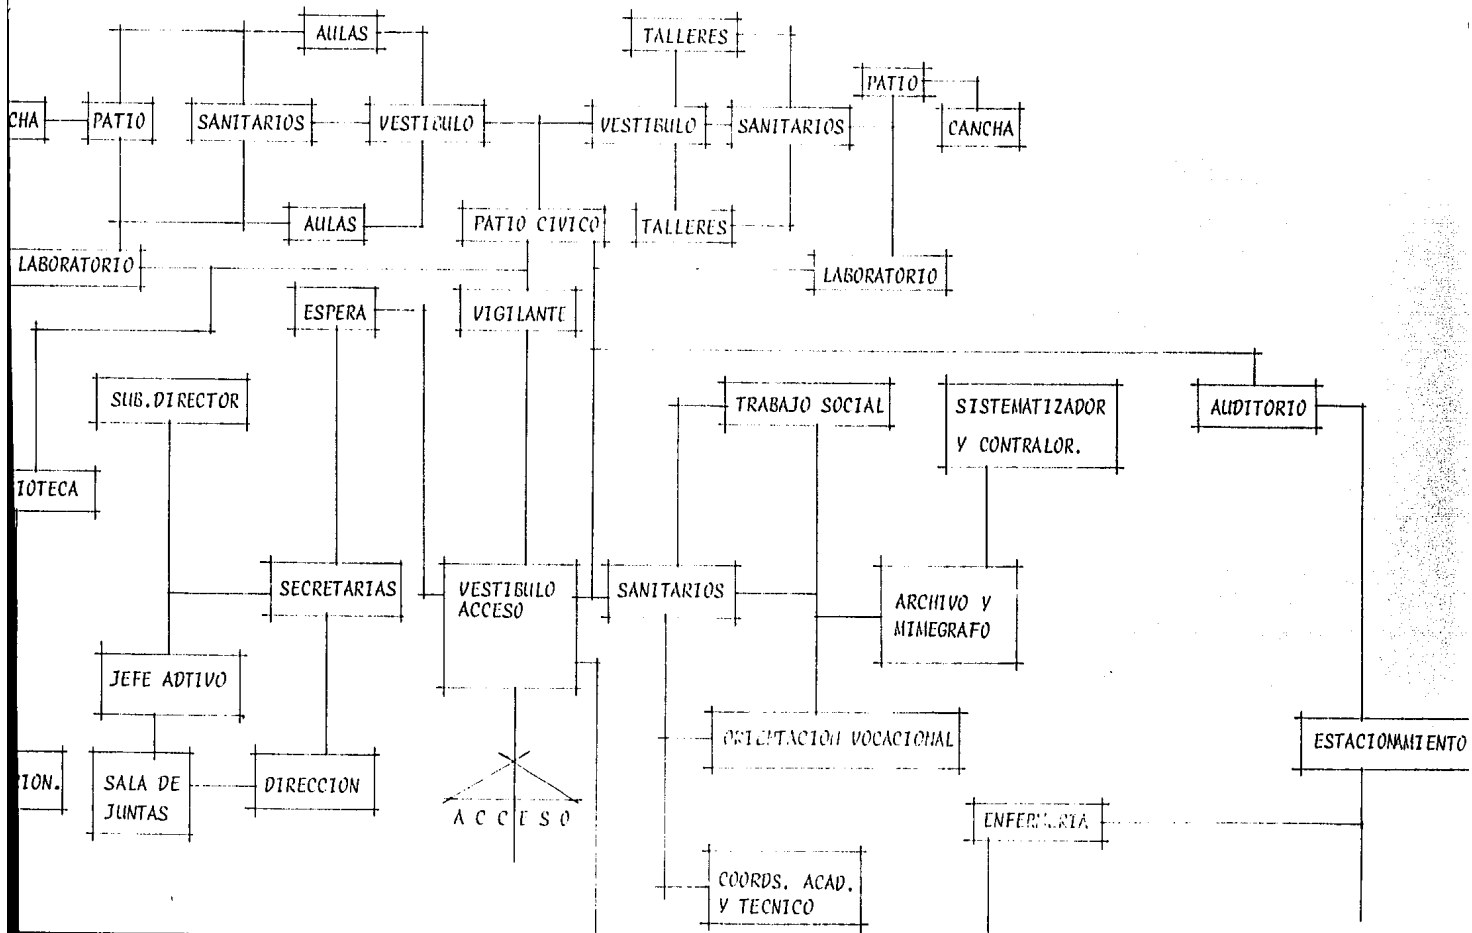 AULAS
TALLERES
PATIO
CHA
PATIO
SANITARIOS
VESTIBULO
VESTIBULO
SANITARIOS
CANCHA
AULAS
PATIO CIVICO
TALLERES
LABORATORIO
LABORATORIO
ESPERA
VIGILANTE
SUB.DIRECTOR
TRABAJO SOCIAL
SISTEMATIZADOR
Y CONTRALOR.
AUDITORIO
IOTECA
SECRETARIAS
VESTIBULO
ACCESO
SANITARIOS
ARCHIVO Y
MIMEGRAFO
JEFE ADTIVO
ORIENTACION VOCACIONAL
ESTACIONAMIENTO
ION.
SALA DE
JUNTAS
DIRECCION
A C C E S O
ENFERMERIA
COORDS. ACAD.
Y TECNICO